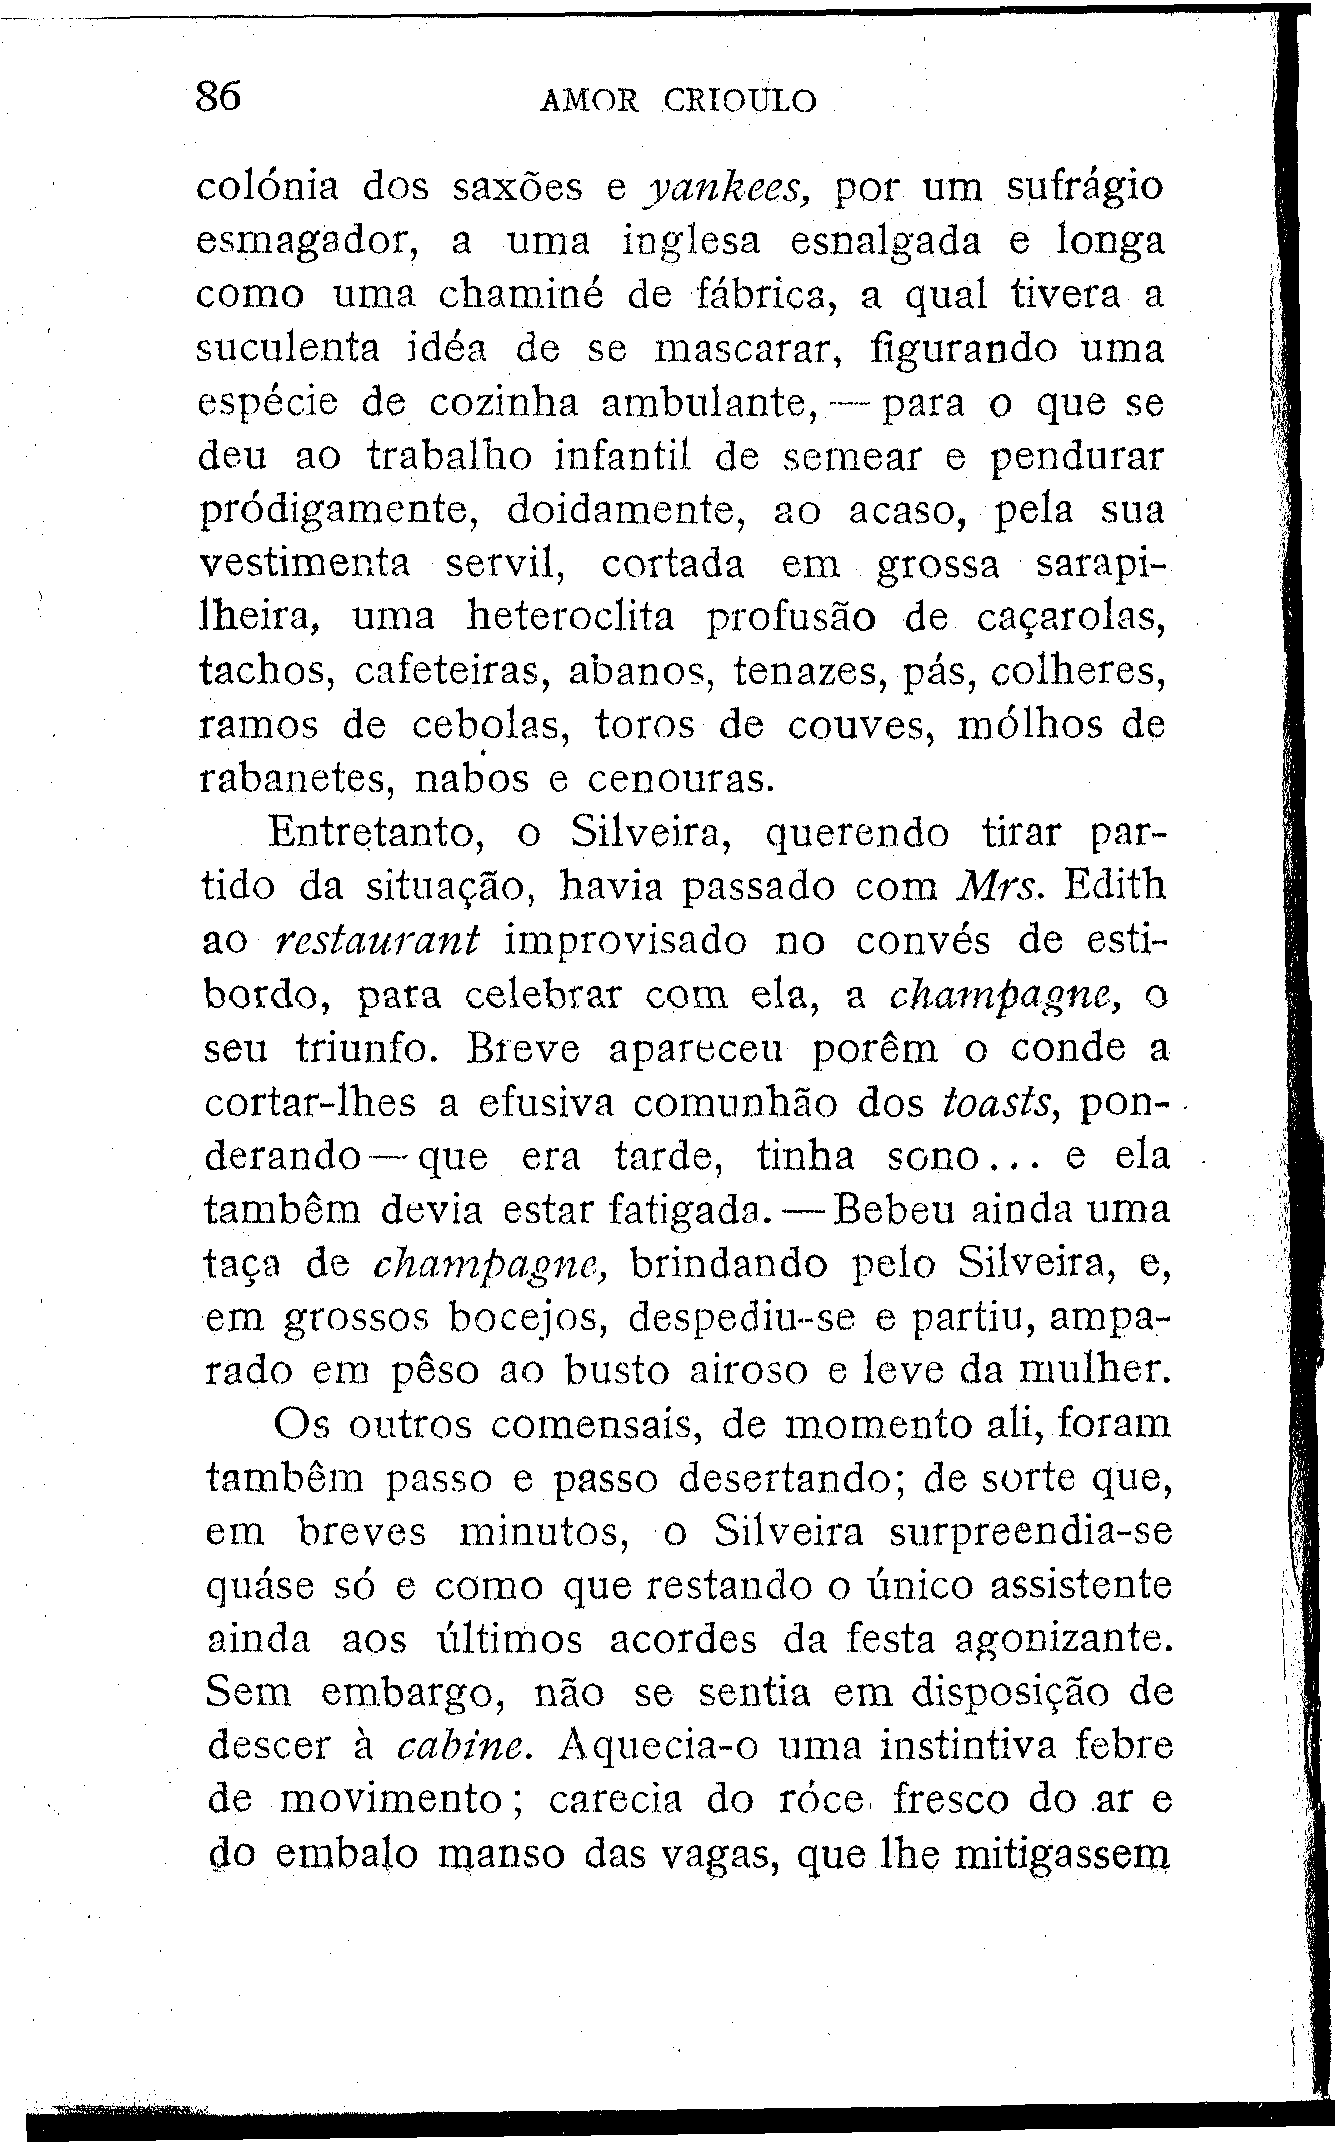 86 AMOR CRIOULO
colónia dos saxões e yankees, por um sufrágio
esmagador, a uma inglesa esnalgada e longa
como uma chaminé de fábrica, a qual tivera a
suculenta idéa de se mascarar, figurando uma
espécie de cozinha ambulante, — para o que se
deu ao trabalho infantil de semear e pendurar
pródigamente, doidamente, ao acaso, pela sua
vestimenta servil, cortada em grossa sarapi-
lheira, uma heteroclita profusão de caçarolas,
tachos, cafeteiras, abanos, tenazes, pás, colheres,
ramos de cebolas, toros de couves, mólhos de
rabanetes, nabos e cenouras.
Entretanto, o Silveira, querendo tirar par-
tido da situação, havia passado com Mrs. Edith
ao restaurant improvisado no convés de esti-
bordo, para celebrar com ela, a champagne, o
seu triunfo. Breve apareceu porêm o conde a
cortar-lhes a efusiva comunhão dos toasts, pon-
derando — que era tarde, tinha sono... e ela
tambêm devia estar fatigada. — Bebeu ainda uma
taça de champagne, brindando pelo Silveira, e,
em grossos bocejos, despediu-se e partiu, ampa-
rado em pêso ao busto airoso e leve da mulher.
Os outros comensais, de momento ali, foram
tambêm passo e passo desertando; de sorte que,
em breves minutos, o Silveira surpreendia-se
quáse só e como que restando o único assistente
ainda aos últimos acordes da festa agonizante.
Sem embargo, não se sentia em disposição de
descer à cabine. Aquecia-o uma instintiva febre
de movimento; carecia do róce fresco do ar e
do embalo manso das vagas, que lhe mitigassem